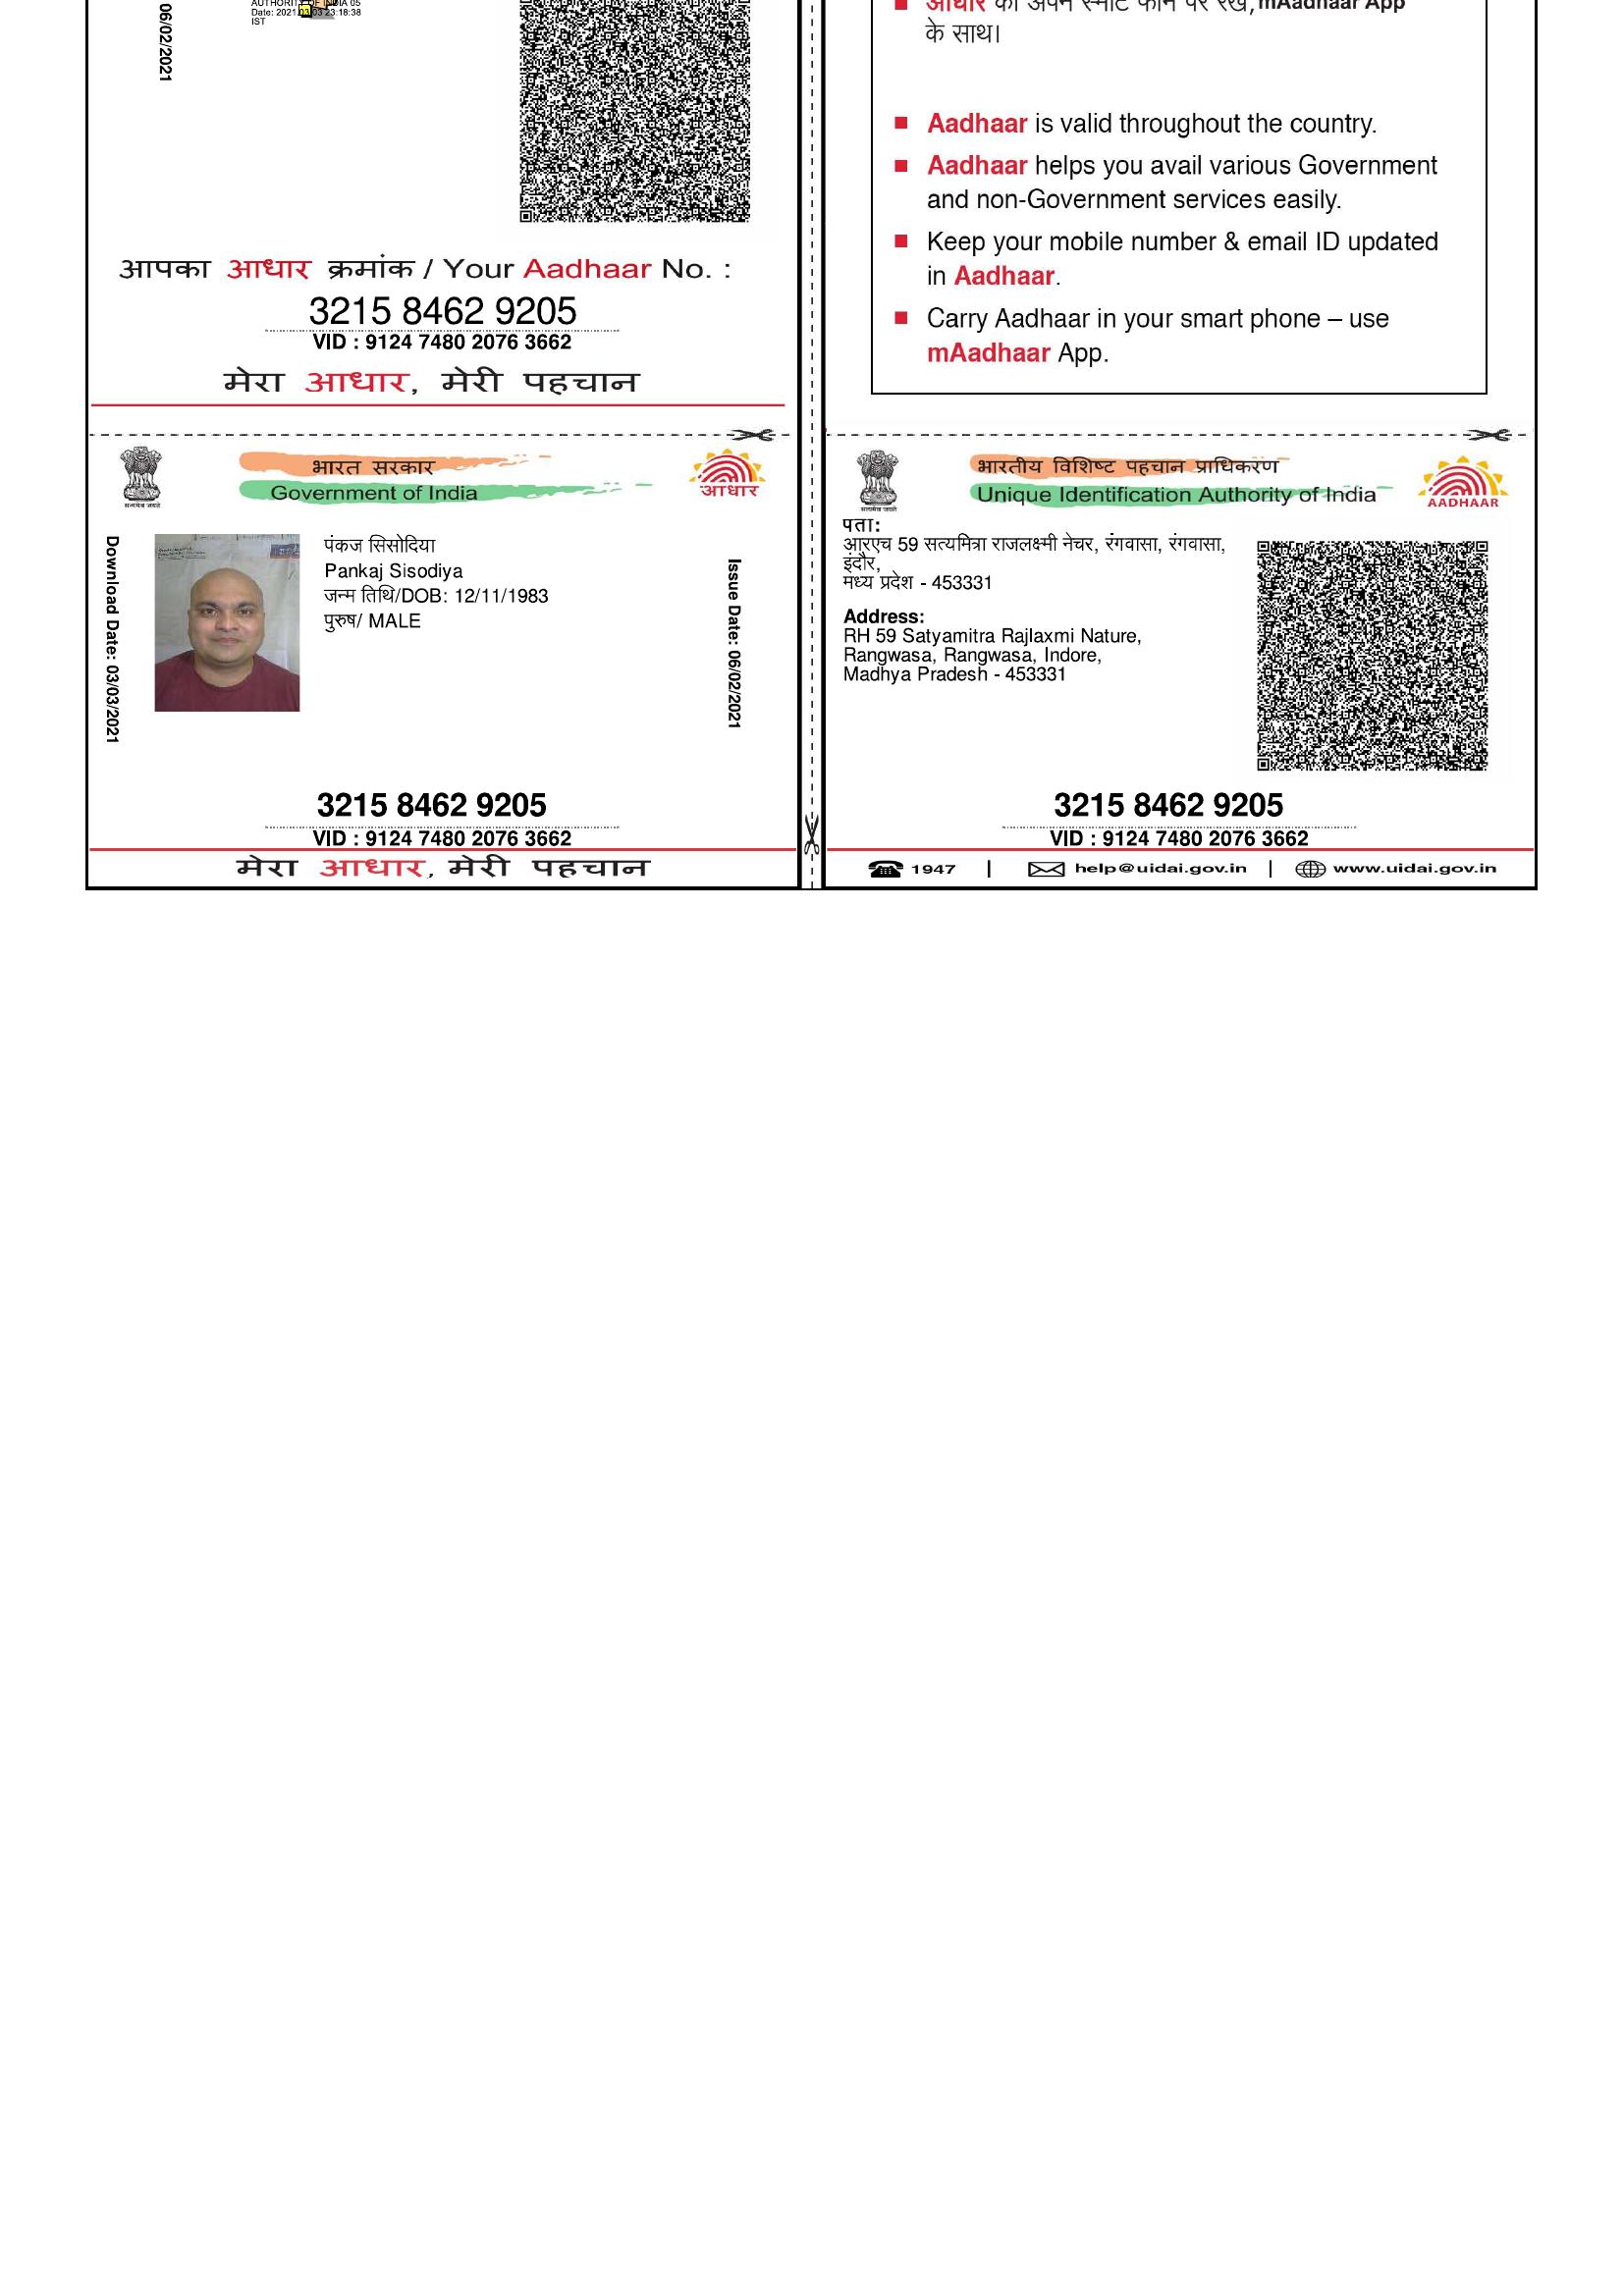 06/02/2021
AUTHORITY OF INDIA 05
Date: 2021.03.03 23:18:38
IST
आपका आधार क्रमांक / Your Aadhaar No. :
3215 8462 9205
VID : 9124 7480 2076 3662
मेरा आधार, मेरी पहचान
आधार को अपने स्मार्ट फोन पर रखें, mAadhaar App
के साथ।
Aadhaar is valid throughout the country.
Aadhaar helps you avail various Government
and non-Government services easily.
Keep your mobile number & email ID updated
in Aadhaar.
Carry Aadhaar in your smart phone – use
mAadhaar App.
सत्यमेव जयते
भारत सरकार
Government of India
आधार
Download Date: 03/03/2021
पंकज सिसोदिया
Pankaj Sisodiya
जन्म तिथि/DOB: 12/11/1983
पुरुष/ MALE
Issue Date: 06/02/2021
3215 8462 9205
VID : 9124 7480 2076 3662
मेरा आधार, मेरी पहचान
सत्यमेव जयते
भारतीय विशिष्ट पहचान प्राधिकरण
Unique Identification Authority of India
AADHAAR
पता:
आरएच 59 सत्यमित्रा राजलक्ष्मी नेचर, रंगवासा, रंगवासा,
इंदौर,
मध्य प्रदेश - 453331
Address:
RH 59 Satyamitra Rajlaxmi Nature,
Rangwasa, Rangwasa, Indore,
Madhya Pradesh - 453331
3215 8462 9205
VID : 9124 7480 2076 3662
1947 | help@uidai.gov.in | www.uidai.gov.in